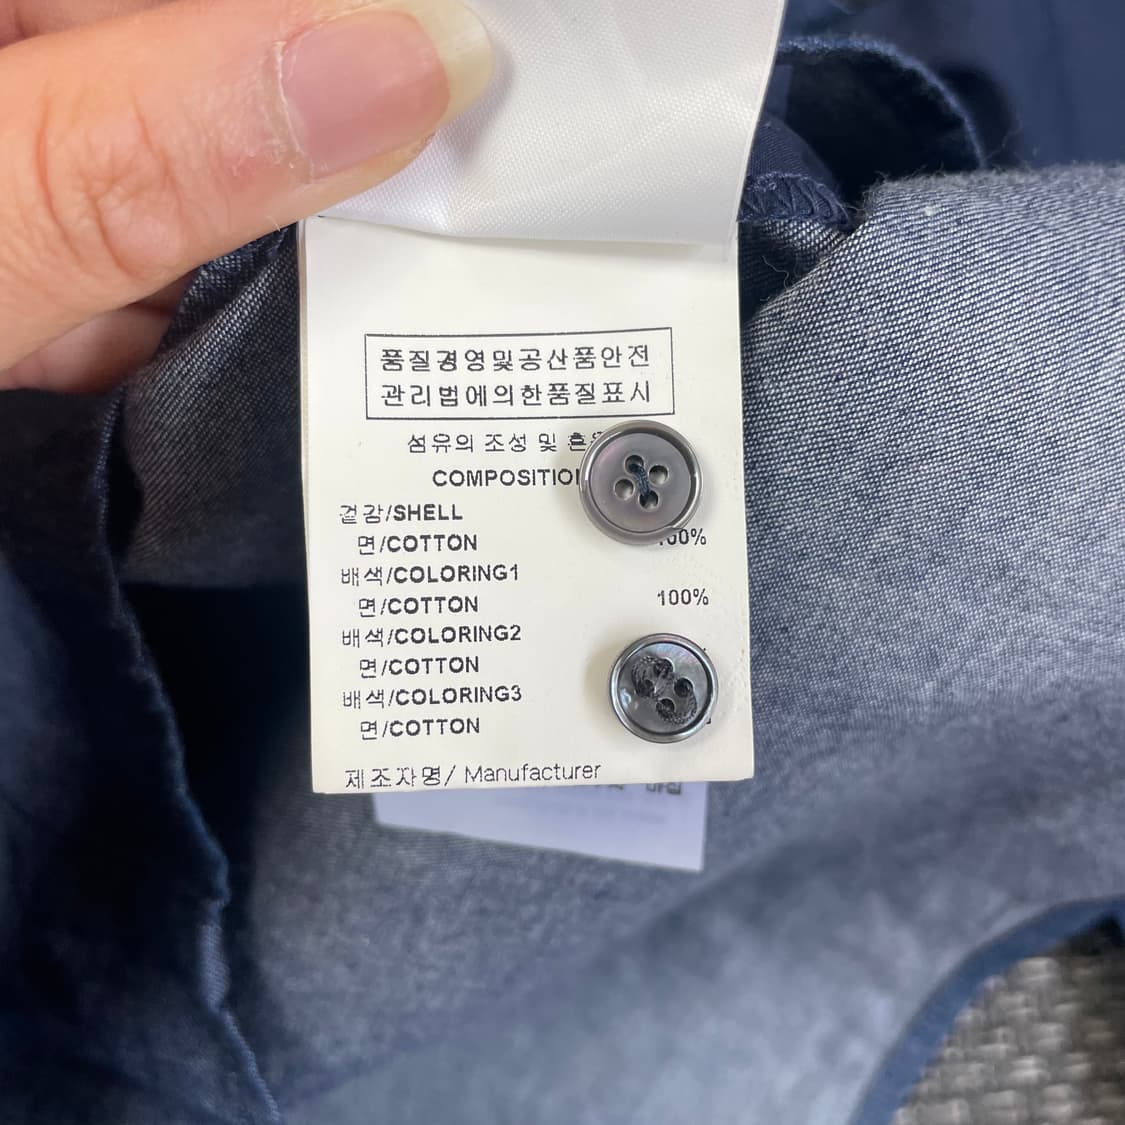 품질경영및공산품안전
관리법에의한품질표시
섬유의 조성 및
겉감/SHELL
면/COTTON
배색/COLORING1
면/COTTON 100%
배색/COLORING2
면/COTTON
배색/COLORING3
면/COTTON
제조자명/ Manufacturer